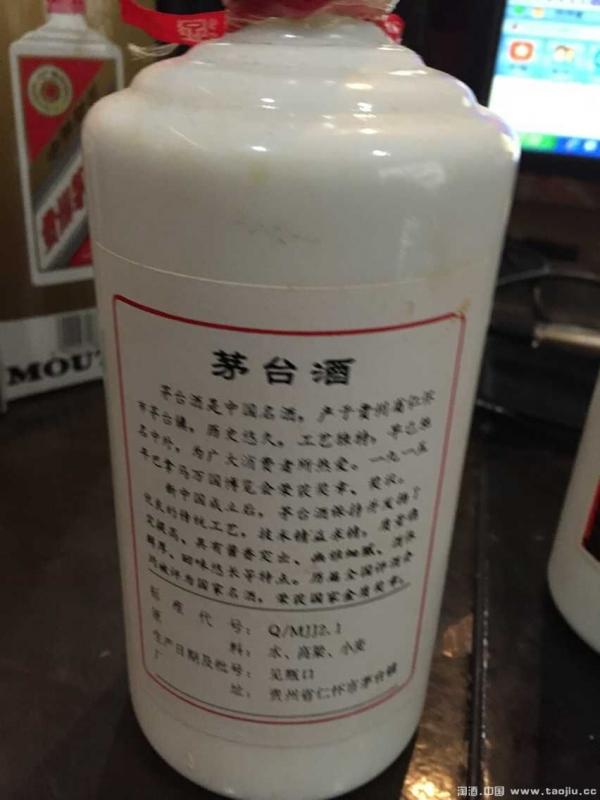 茅台酒
茅台酒是中国名酒，产于贵州省仁怀
市茅台镇，历史悠久，工艺独特，早已驰
名中外，为广大消费者所热爱。一九一五
年巴拿马万国博览会荣获奖章、奖状。
新中国成立后，茅台酒保持并发扬了
优良的传统工艺，技术精益求精，质量稳
定提高，具有酱香突出、幽雅细腻、酒体
醇厚、回味悠长等特点。历届全国评酒会
均被评为国家名酒，荣获国家金质奖章。
标准代号：Q/MJJ2.1
原料：水、高粱、小麦
生产日期及批号：见瓶口
厂址：贵州省仁怀市茅台镇
MOUT
淘酒.中国 www.taojiu.cc